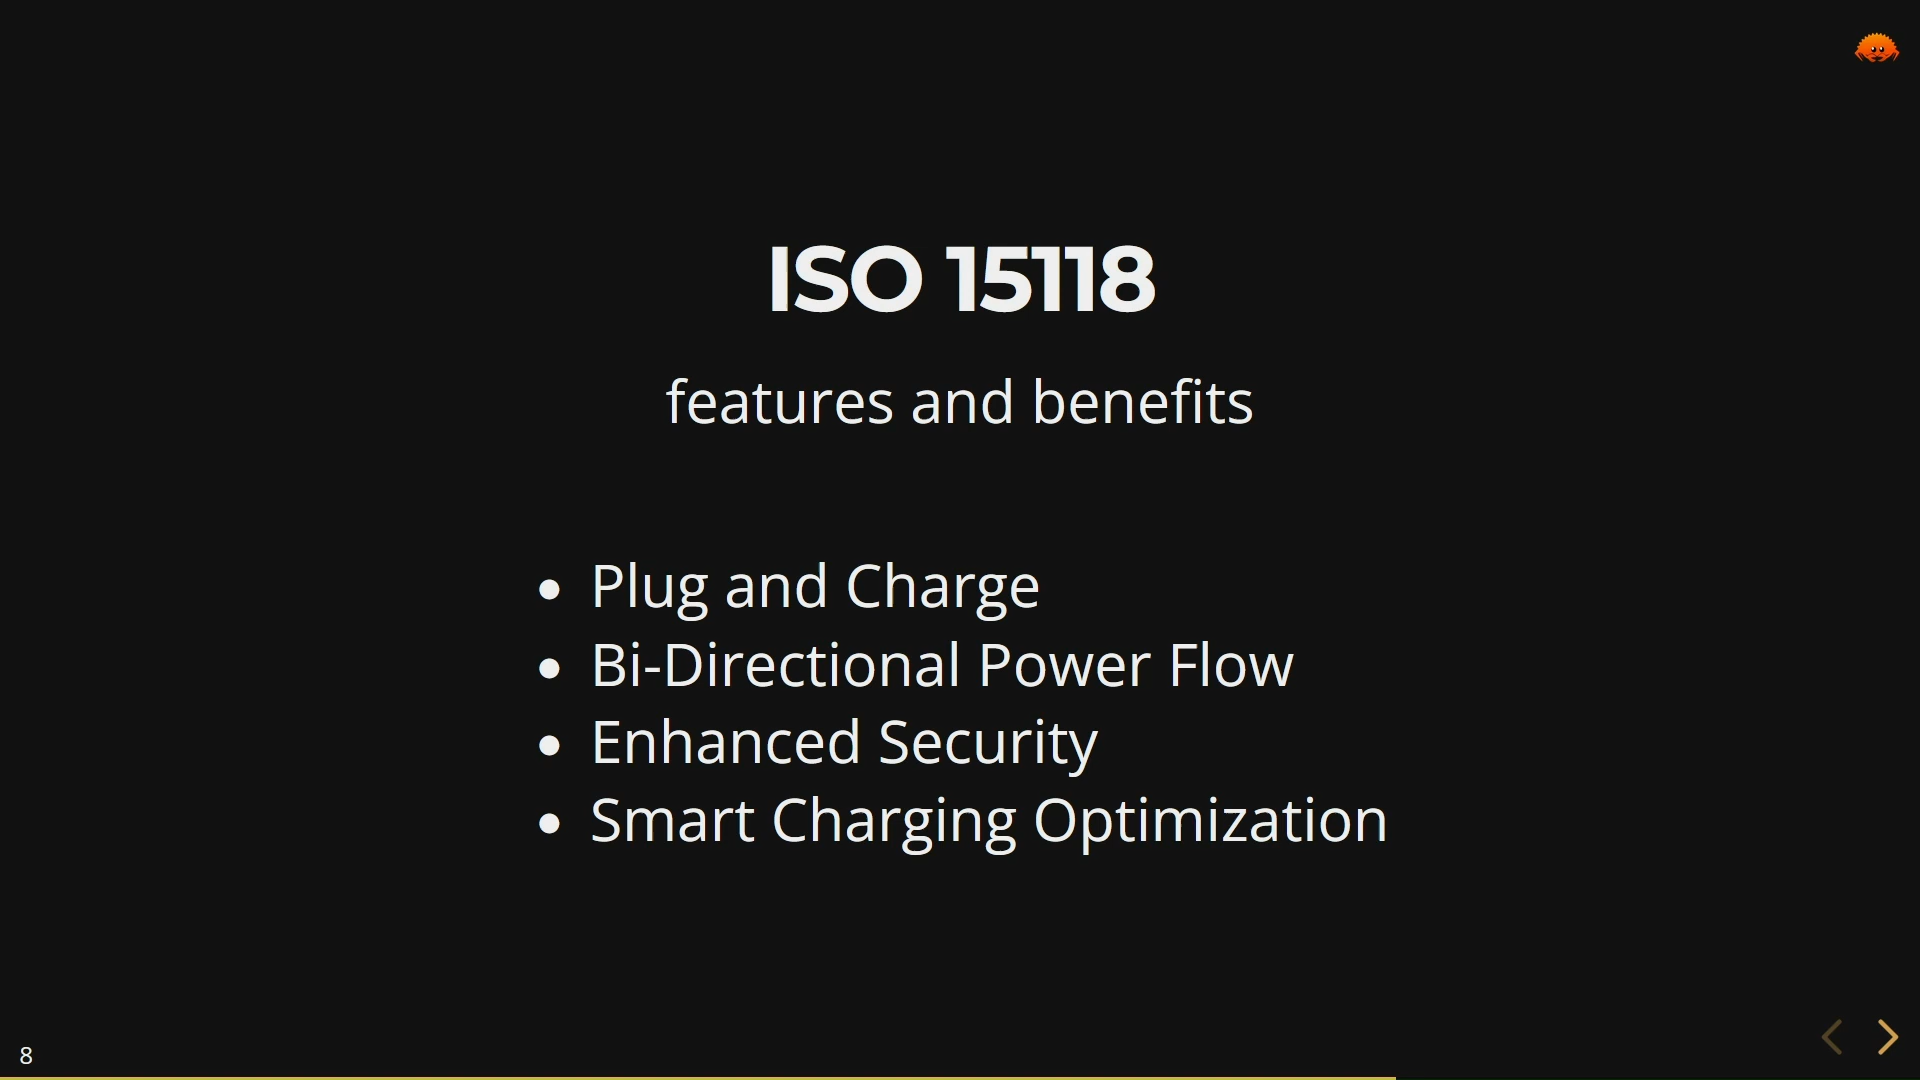 ISO 15118
features and benefits
• Plug and Charge
• Bi-Directional Power Flow
• Enhanced Security
• Smart Charging Optimization
8